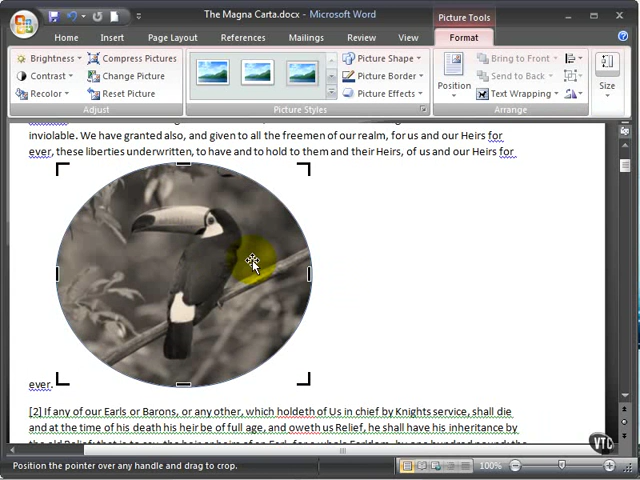 The Magna Carta.docx - Microsoft Word
Picture Tools
Home Insert Page Layout References Mailings Review View Format
Brightness Compress Pictures Picture Shape Bring to Front
Contrast Change Picture Picture Border Position Send to Back Size
Recolor Reset Picture Picture Effects Text Wrapping
Adjust Picture Styles Arrange
inviolable. We have granted also, and given to all the freemen of our realm, for us and our Heirs for
ever, these liberties underwritten, to have and to hold to them and their Heirs, of us and our Heirs for
ever.
[2] If any of our Earls or Barons, or any other, which holdeth of Us in chief by Knights service, shall die
and at the time of his death his heir be of full age, and oweth us Relief, he shall have his inheritance by
VTC
Position the pointer over any handle and drag to crop. 100%